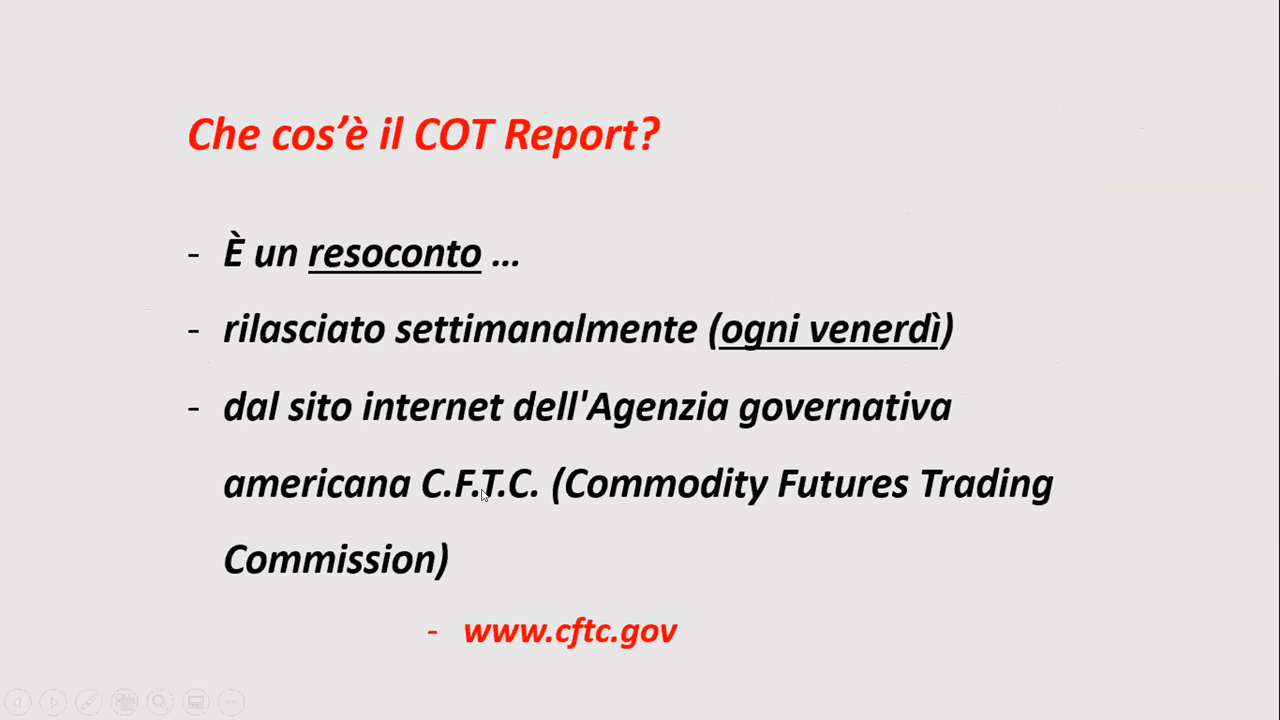 Che cos’è il COT Report?
- È un resoconto ...
- rilasciato settimanalmente (ogni venerdì)
- dal sito internet dell'Agenzia governativa
americana C.F.T.C. (Commodity Futures Trading
Commission)
- www.cftc.gov